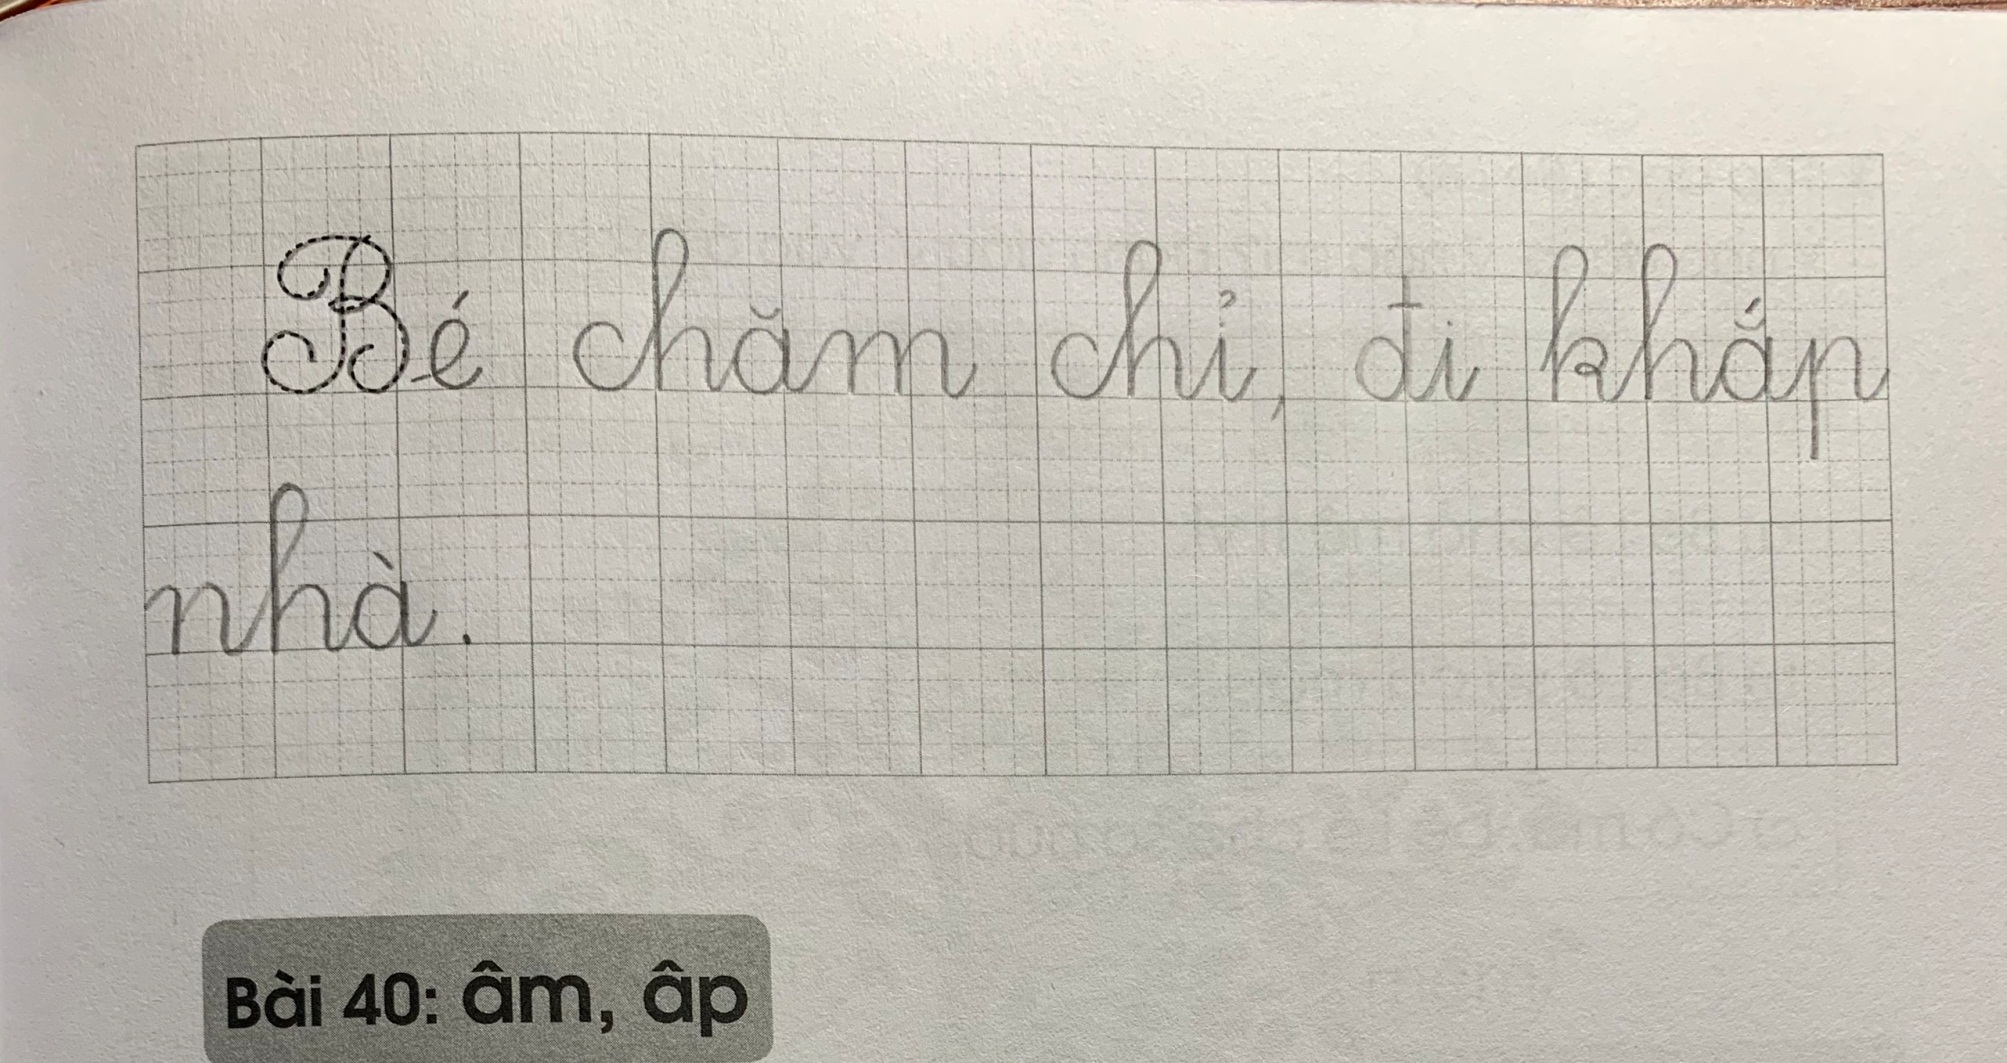 Bé chăm chỉ, đi khắp
nhà.
Bài 40: âm, âp